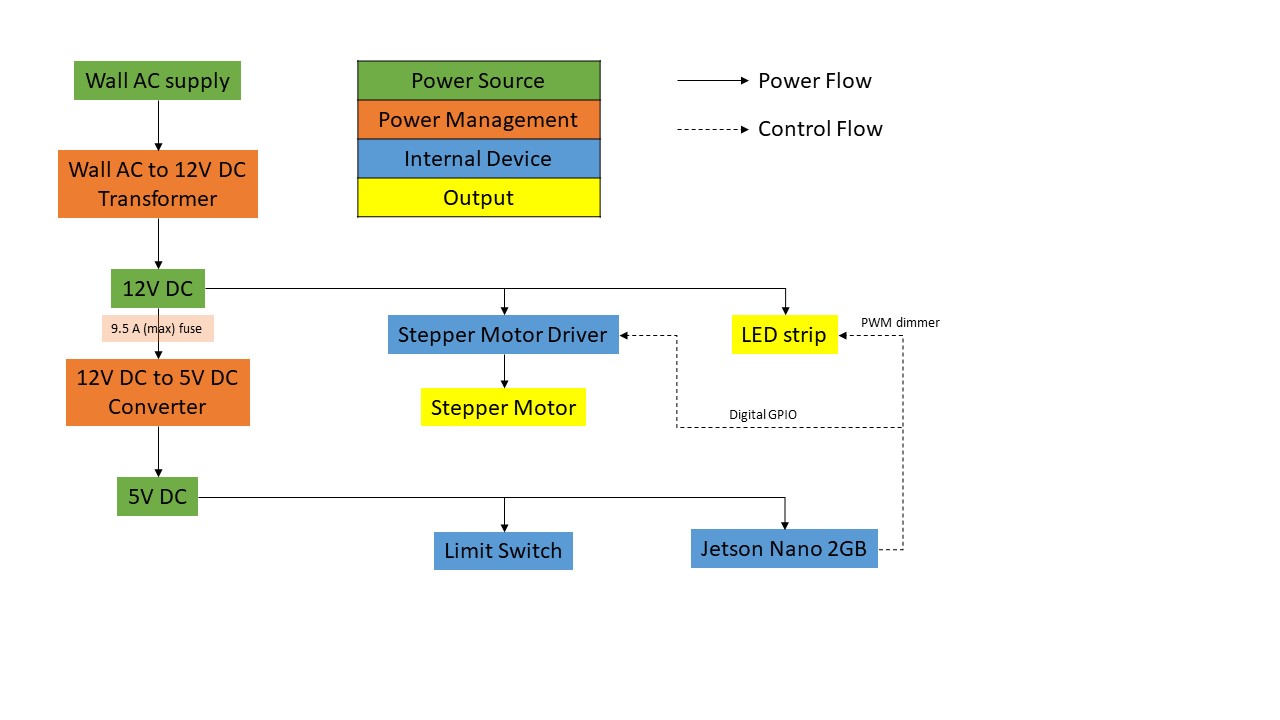 Wall AC supply
Power Source
Power Flow
Power Management
Control Flow
Wall AC to 12V DC
Transformer
Internal Device
Output
12V DC
9.5 A (max) fuse
Stepper Motor Driver
LED strip
PWM dimmer
12V DC to 5V DC
Converter
Stepper Motor
Digital GPIO
5V DC
Limit Switch
Jetson Nano 2GB